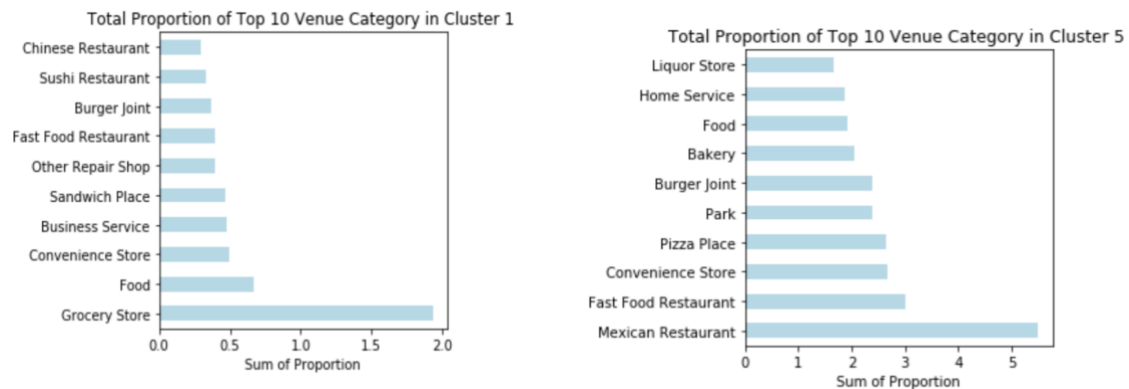 Total Proportion of Top 10 Venue Category in Cluster 1
Chinese Restaurant
Sushi Restaurant
Burger Joint
Fast Food Restaurant
Other Repair Shop
Sandwich Place
Business Service
Convenience Store
Food
Grocery Store
0.0 0.5 1.0 1.5 2.0
Sum of Proportion
Total Proportion of Top 10 Venue Category in Cluster 5
Liquor Store
Home Service
Food
Bakery
Burger Joint
Park
Pizza Place
Convenience Store
Fast Food Restaurant
Mexican Restaurant
0 1 2 3 4 5
Sum of Proportion